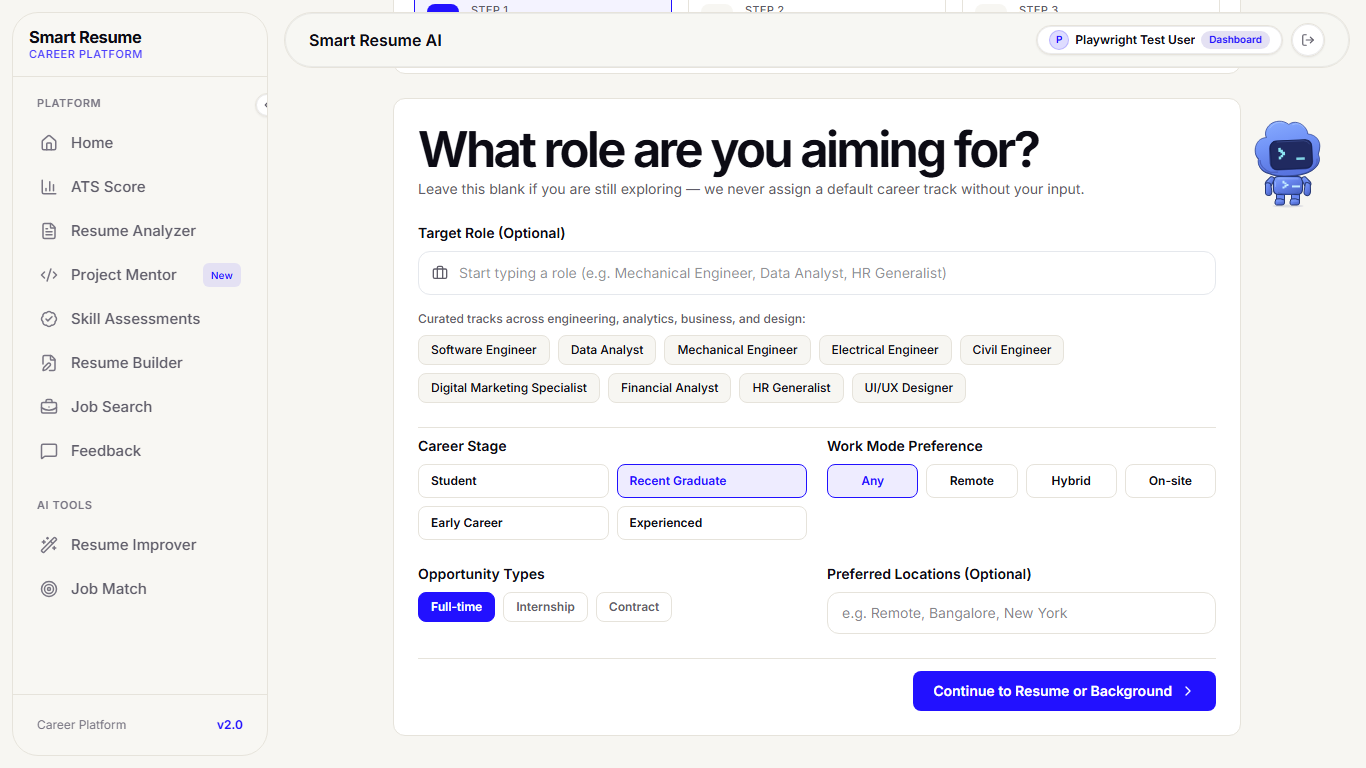 Smart Resume
CAREER PLATFORM
PLATFORM
Home
ATS Score
Resume Analyzer
Project Mentor New
Skill Assessments
Resume Builder
Job Search
Feedback
AI TOOLS
Resume Improver
Job Match
Career Platform v2.0
STEP 1 STEP 2 STEP 3
Smart Resume AI
P Playwright Test User Dashboard
What role are you aiming for?
Leave this blank if you are still exploring — we never assign a default career track without your input.
Target Role (Optional)
Start typing a role (e.g. Mechanical Engineer, Data Analyst, HR Generalist)
Curated tracks across engineering, analytics, business, and design:
Software Engineer Data Analyst Mechanical Engineer Electrical Engineer Civil Engineer
Digital Marketing Specialist Financial Analyst HR Generalist UI/UX Designer
Career Stage
Student Recent Graduate
Early Career Experienced
Work Mode Preference
Any Remote Hybrid On-site
Opportunity Types
Full-time Internship Contract
Preferred Locations (Optional)
e.g. Remote, Bangalore, New York
Continue to Resume or Background